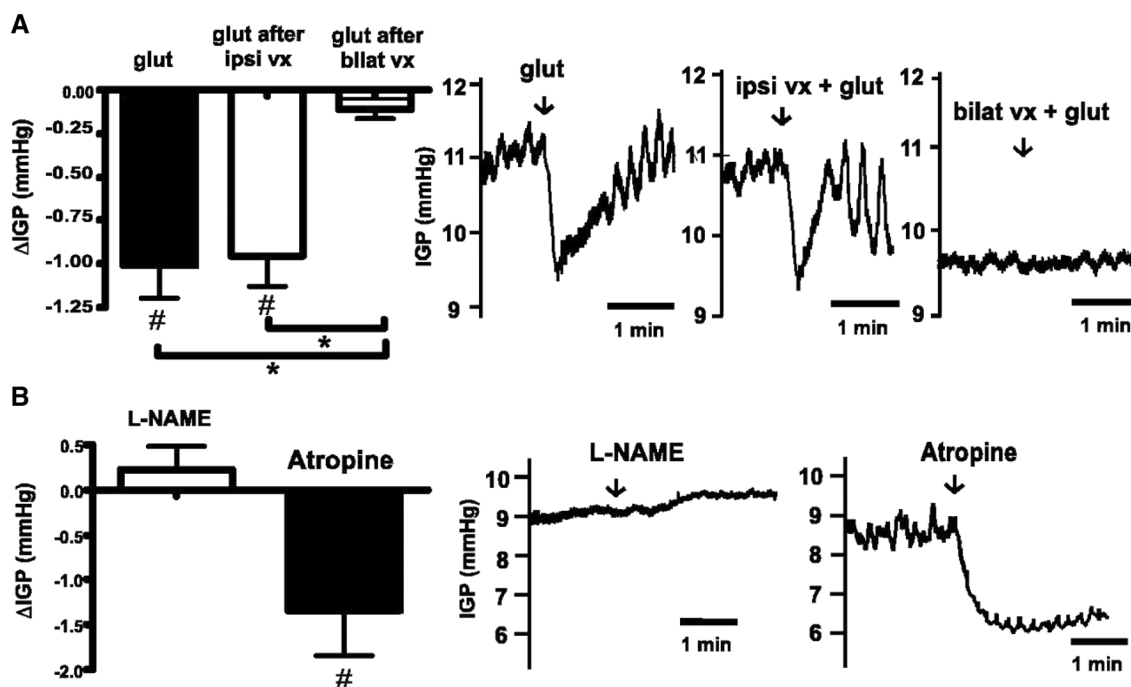 A
glut
glut after
ipsi vx
glut after
bilat vx
0.00
-0.25
-0.50
-0.75
-1.00
-1.25
ΔIGP (mmHg)
#
#
*
*
12
11
10
9
IGP (mmHg)
glut
1 min
12
11
10
9
ipsi vx + glut
1 min
12
11
10
9
bilat vx + glut
1 min
B
L-NAME
Atropine
0.5
0.0
-0.5
-1.0
-1.5
-2.0
ΔIGP (mmHg)
#
10
9
8
7
6
IGP (mmHg)
L-NAME
1 min
10
9
8
7
6
Atropine
1 min